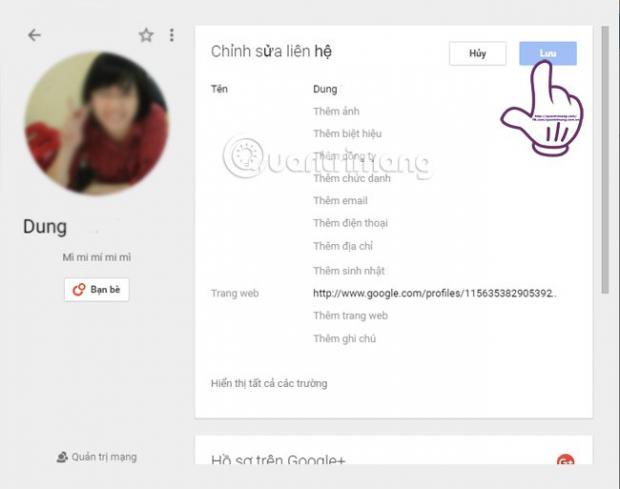 Chỉnh sửa liên hệ
Hủy
Lưu
Tên
Dung
Thêm ảnh
Thêm biệt hiệu
Thêm công ty
Thêm chức danh
Thêm email
Thêm điện thoại
Thêm địa chỉ
Thêm sinh nhật
Trang web
http://www.google.com/profiles/115635382905392..
Thêm trang web
Thêm ghi chú
Hiển thị tất cả các trường
Quantrimang
Dung
Mì mi mí mi mì
Bạn bè
Quản trị mạng
Hồ sơ trên Google+
G+